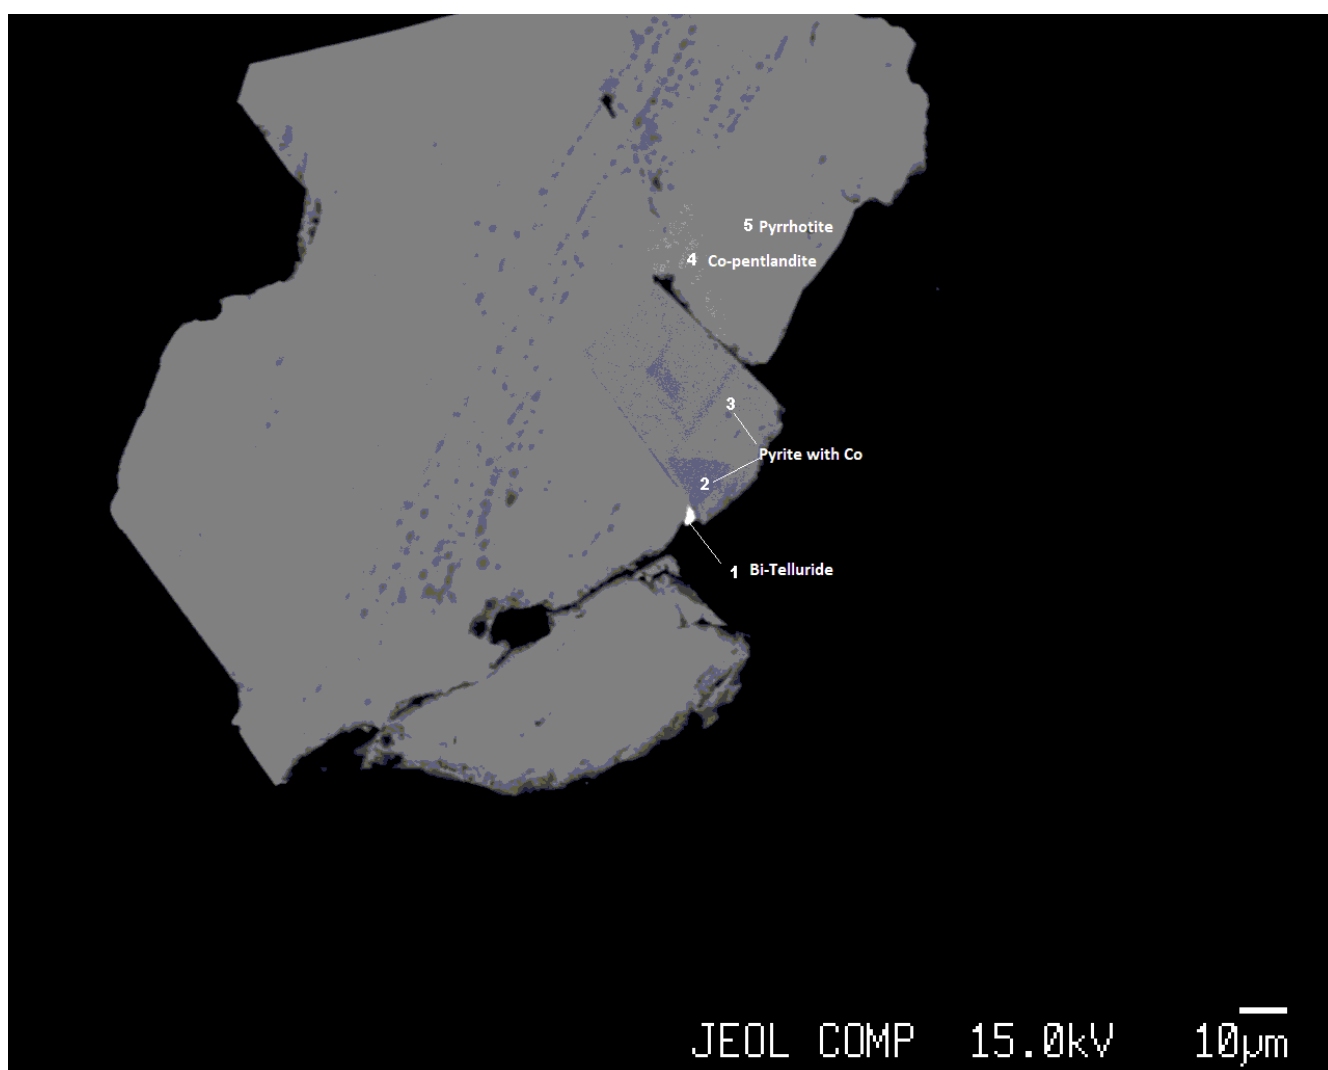 5 Pyrrhotite
4 Co-pentlandite
3
Pyrite with Co
2
1 Bi-Telluride
JEOL COMP 15.0kV 10μm